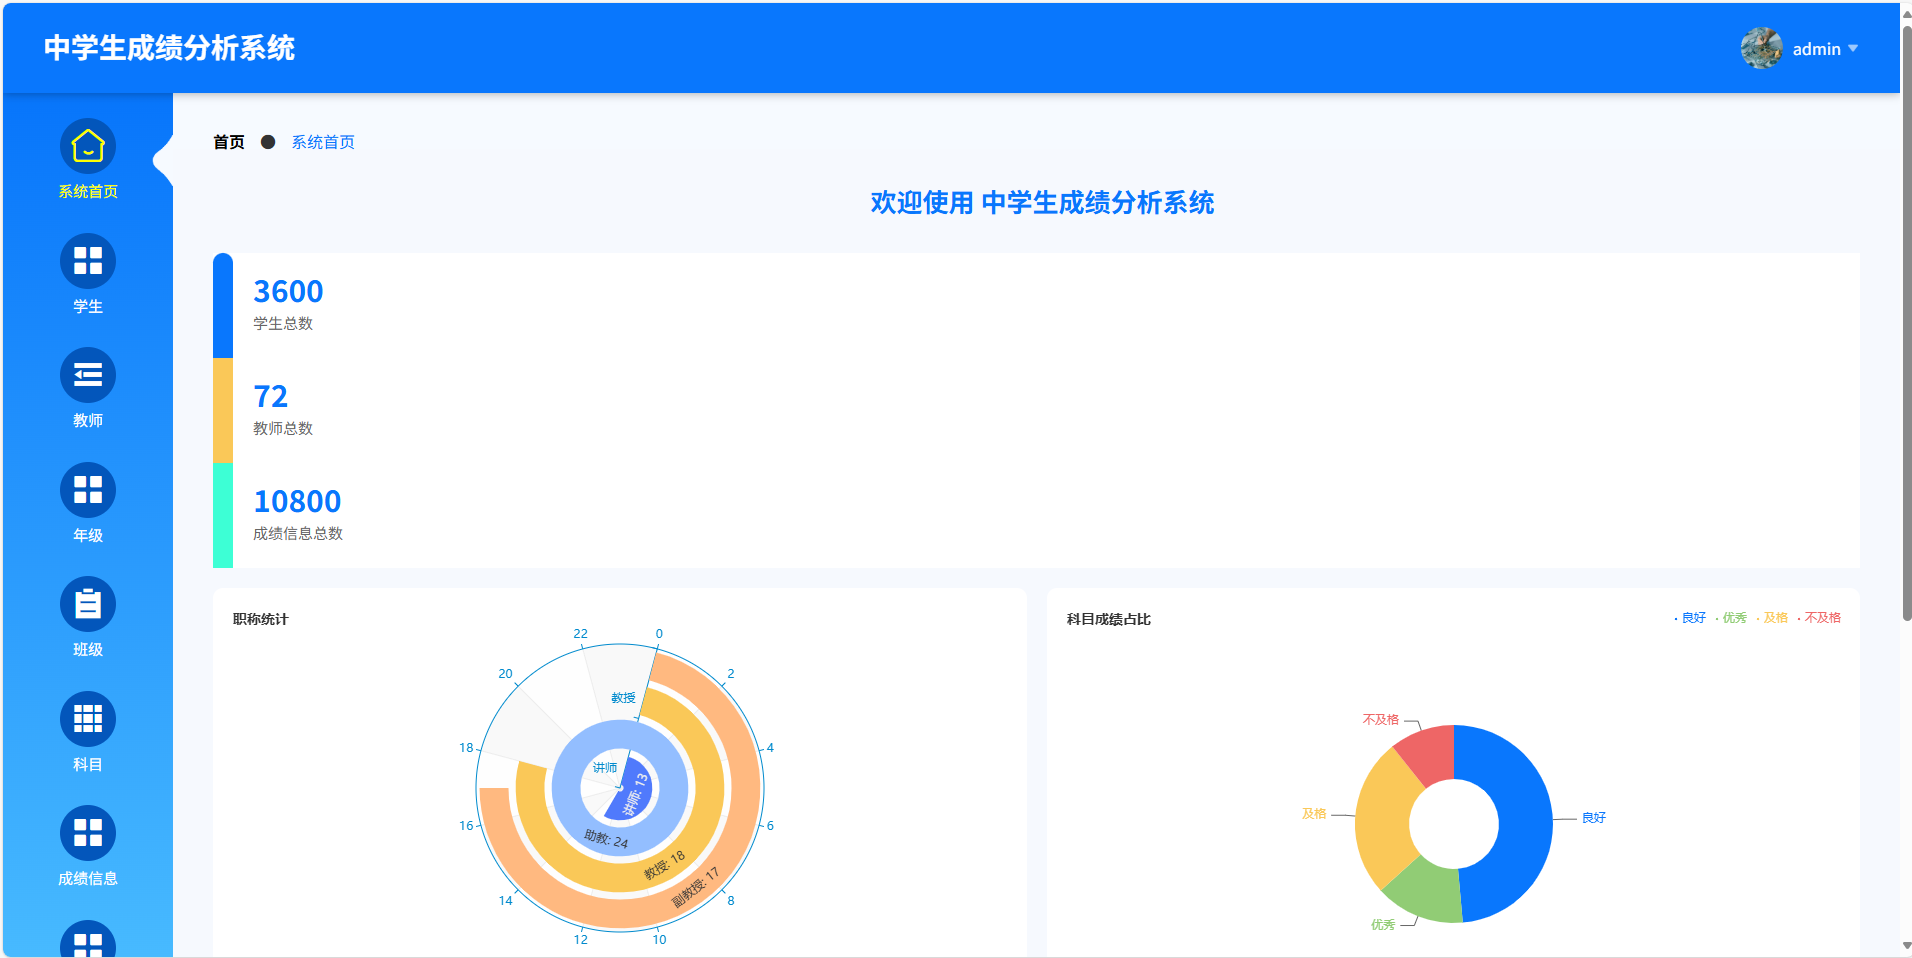 中学生成绩分析系统
admin
系统首页
学生
教师
年级
班级
科目
成绩信息
首页 ● 系统首页
欢迎使用 中学生成绩分析系统
3600
学生总数
72
教师总数
10800
成绩信息总数
职称统计
22
0
20
2
18
4
16
6
14
8
12
10
教授
讲师
讲师: 13
助教: 24
教授: 18
副教授: 17
科目成绩占比
良好
优秀
及格
不及格
不及格
及格
良好
优秀